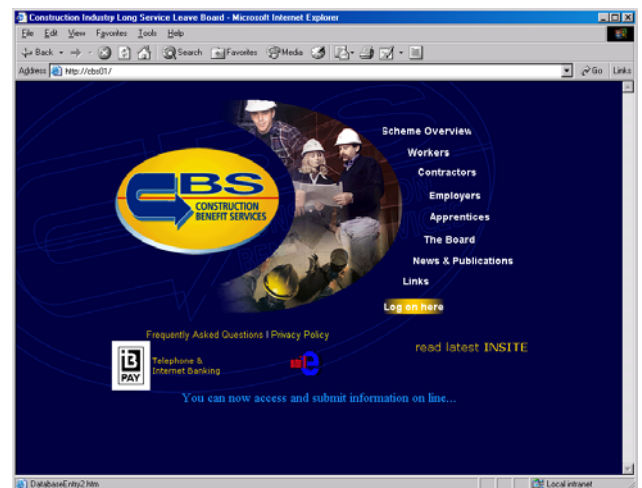 Construction Industry Long Service Leave Board - Microsoft Internet Explorer
File Edit View Favorites Tools Help
Back Search Favorites Media
Address http://cbs01/ Go Links
Scheme Overview
Workers
Contractors
CBS
CONSTRUCTION
BENEFIT SERVICES
Employers
Apprentices
The Board
News & Publications
Links
Log on here
Frequently Asked Questions I Privacy Policy
read latest INSITE
B
PAY
Telephone &
Internet Banking
e
You can now access and submit information on line...
DatabaseEntry2.htm Local intranet